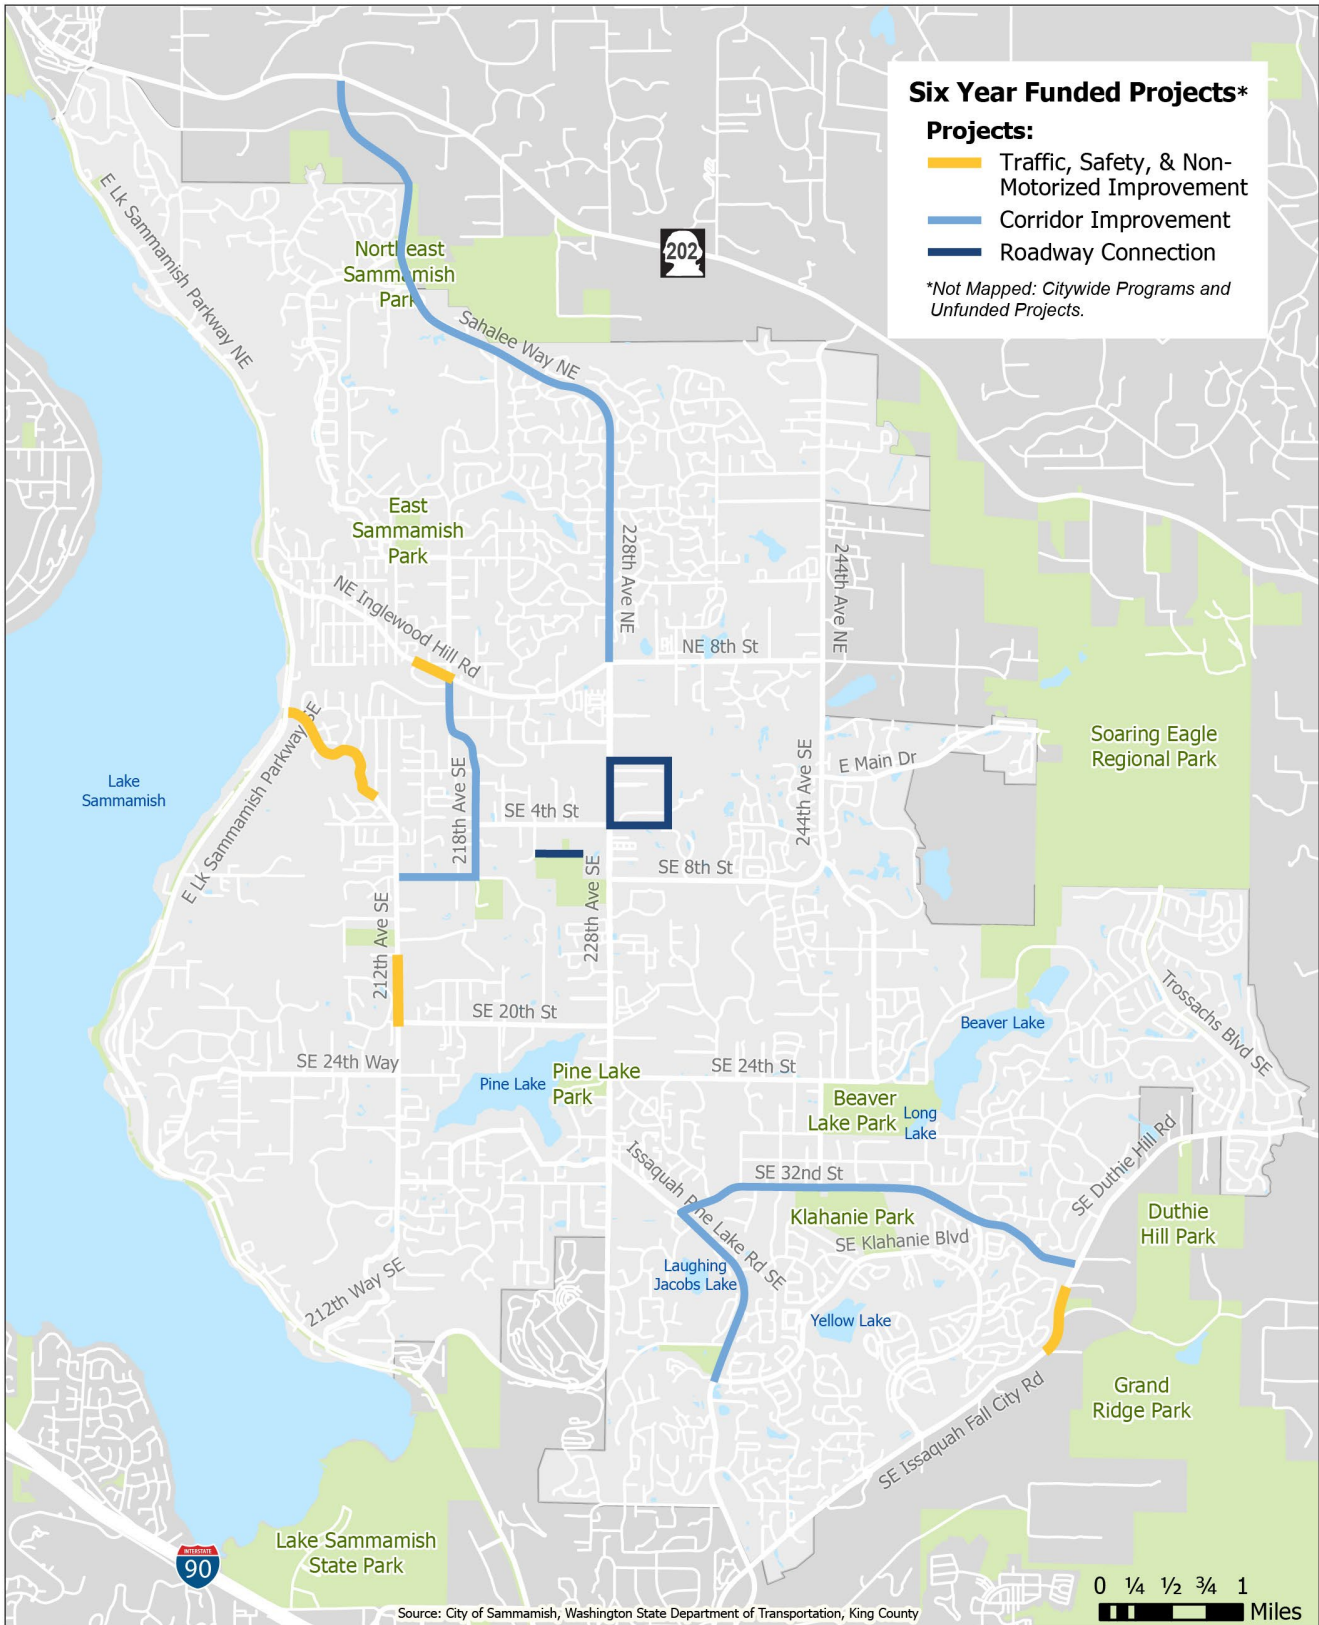 Six Year Funded Projects*
Projects:
Traffic, Safety, & Non-
Motorized Improvement
Corridor Improvement
Roadway Connection
*Not Mapped: Citywide Programs and
Unfunded Projects.
E Lk Sammamish Parkway NE
202
Northeast
Sammamish
Park
Sahalee Way NE
East
Sammamish
Park
228th Ave NE
244th Ave NE
NE Inglewood Hill Rd
NE 8th St
E Lk Sammamish Parkway SE
Soaring Eagle
Regional Park
Lake
Sammamish
218th Ave SE
SE 4th St
244th Ave SE
E Main Dr
SE 8th St
228th Ave SE
212th Ave SE
SE 20th St
Beaver Lake
Trossachs Blvd SE
SE 24th Way
Pine Lake
Pine Lake
Park
SE 24th St
Beaver
Lake Park
Long
Lake
SE Duthie Hill Rd
Issaquah Pine Lake Rd SE
SE 32nd St
Klahanie Park
SE Klahanie Blvd
Duthie
Hill Park
212th Way SE
Laughing
Jacobs Lake
Yellow Lake
Grand
Ridge Park
SE Issaquah Fall City Rd
Lake Sammamish
State Park
INTERSTATE
90
0 ¼ ½ ¾ 1
Miles
Source: City of Sammamish, Washington State Department of Transportation, King County